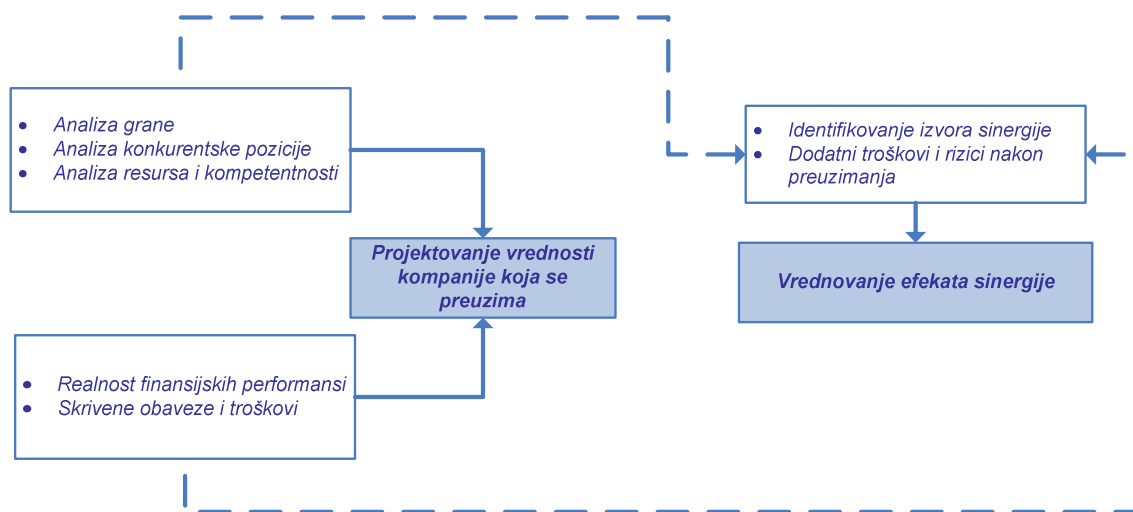 • Analiza grane
• Analiza konkurentske pozicije
• Analiza resursa i kompetentnosti
Projektovanje vrednosti
kompanije koja se
preuzima
• Realnost finansijskih performansi
• Skrivene obaveze i troškovi
• Identifikovanje izvora sinergije
• Dodatni troškovi i rizici nakon
preuzimanja
Vrednovanje efekata sinergije